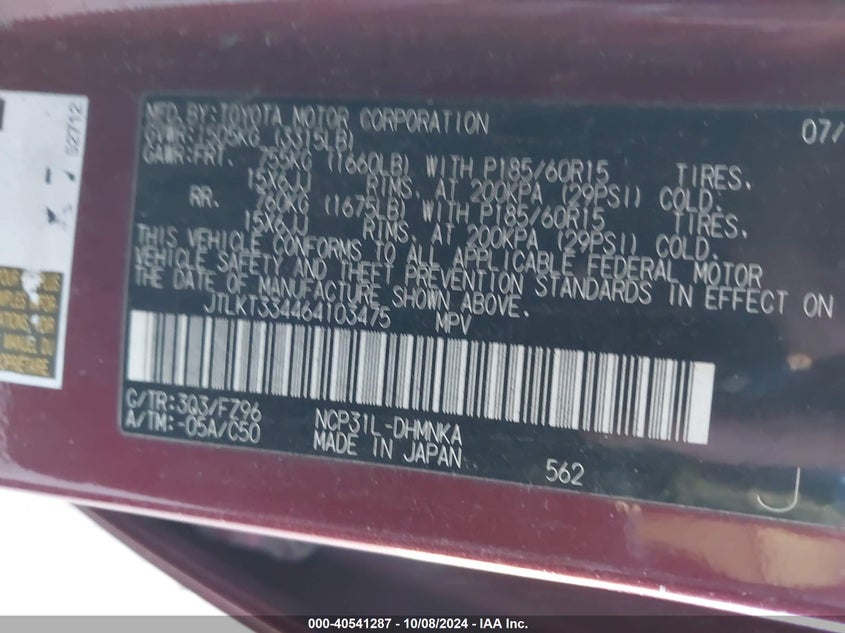 MFD.BY:TOYOTA MOTOR CORPORATION 07/
GVWR:1505KG (3315LB)
GAWR:FRT. 755KG (1660LB) WITH P185/60R15 TIRES.
15X6JJ RIMS, AT 200KPA (29PSI) COLD.
RR. 760KG (1675LB) WITH P185/60R15 TIRES.
15X6JJ RIMS, AT 200KPA (29PSI) COLD.
THIS VEHICLE CONFORMS TO ALL APPLICABLE FEDERAL MOTOR
VEHICLE SAFETY AND THEFT PREVENTION STANDARDS IN EFFECT ON
THE DATE OF MANUFACTURE SHOWN ABOVE.
JTLKT334464103475 MPV
C/TR:3Q3/FZ96 NCP31L-DHMNKA
A/TM:-05A/C50 MADE IN JAPAN
562
J
52712
MANUEL DU
000-40541287 - 10/08/2024 - IAA Inc.